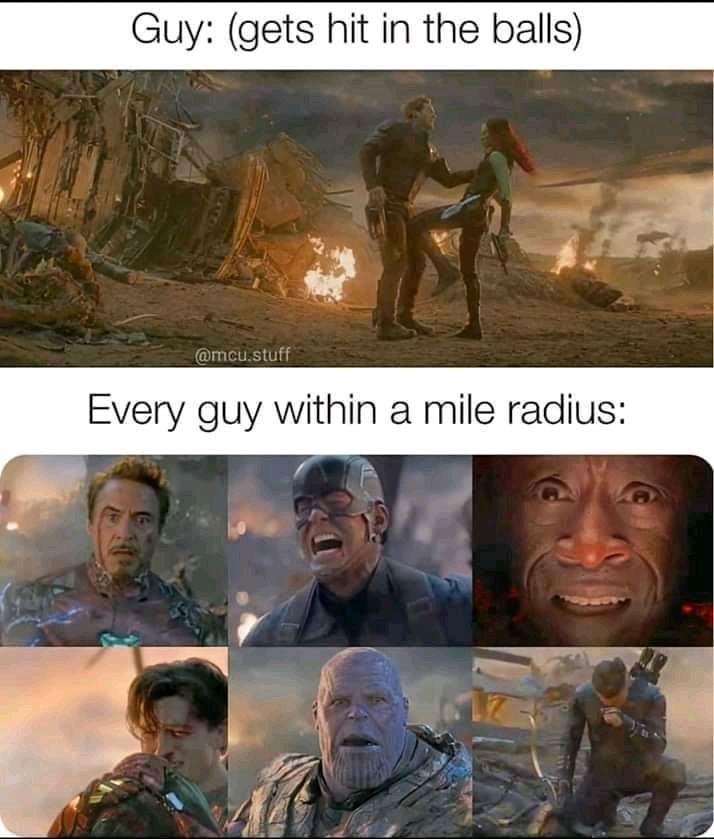 Guy: (gets hit in the balls)
@mcu.stuff
Every guy within a mile radius: